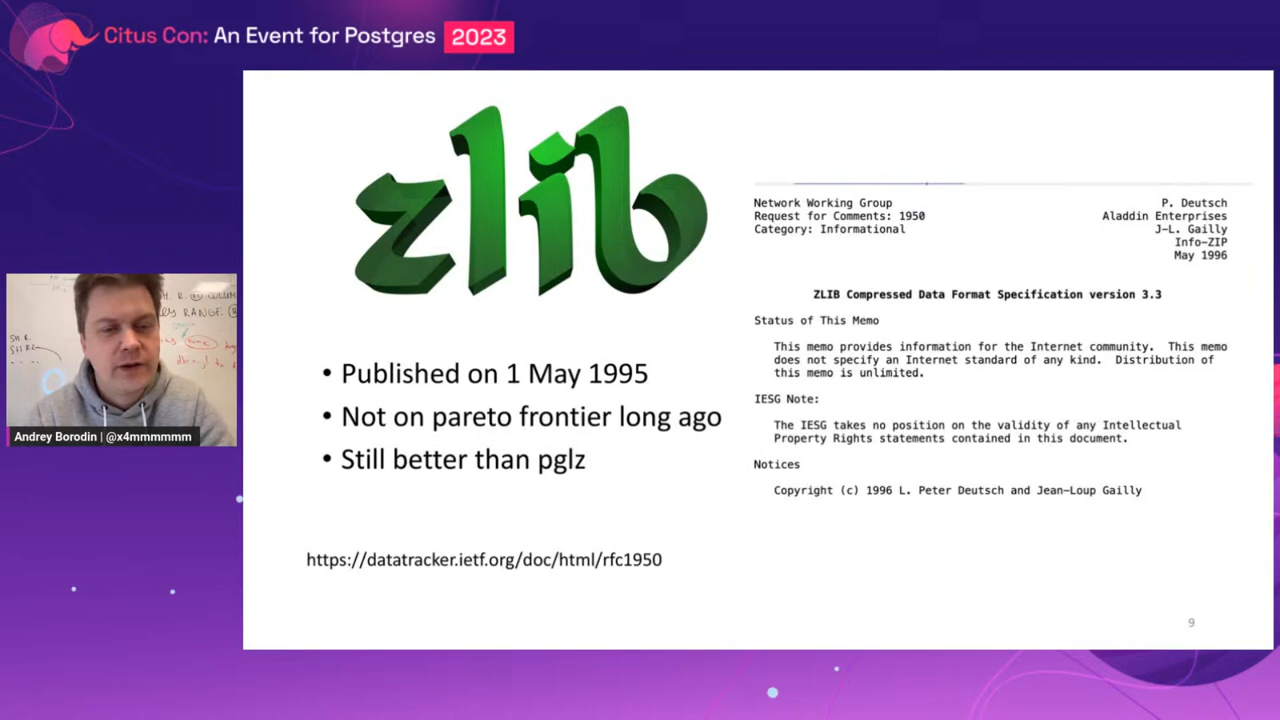 Citus Con: An Event for Postgres 2023
zlib
• Published on 1 May 1995
• Not on pareto frontier long ago
• Still better than pglz
https://datatracker.ietf.org/doc/html/rfc1950
Network Working Group P. Deutsch
Request for Comments: 1950 Aladdin Enterprises
Category: Informational J-L. Gailly
Info-ZIP
May 1996
ZLIB Compressed Data Format Specification version 3.3
Status of This Memo
This memo provides information for the Internet community. This memo
does not specify an Internet standard of any kind. Distribution of
this memo is unlimited.
IESG Note:
The IESG takes no position on the validity of any Intellectual
Property Rights statements contained in this document.
Notices
Copyright (c) 1996 L. Peter Deutsch and Jean-Loup Gailly
9
SH. R.
RANGE.
SH R.
Andrey Borodin | @x4mmmmmm